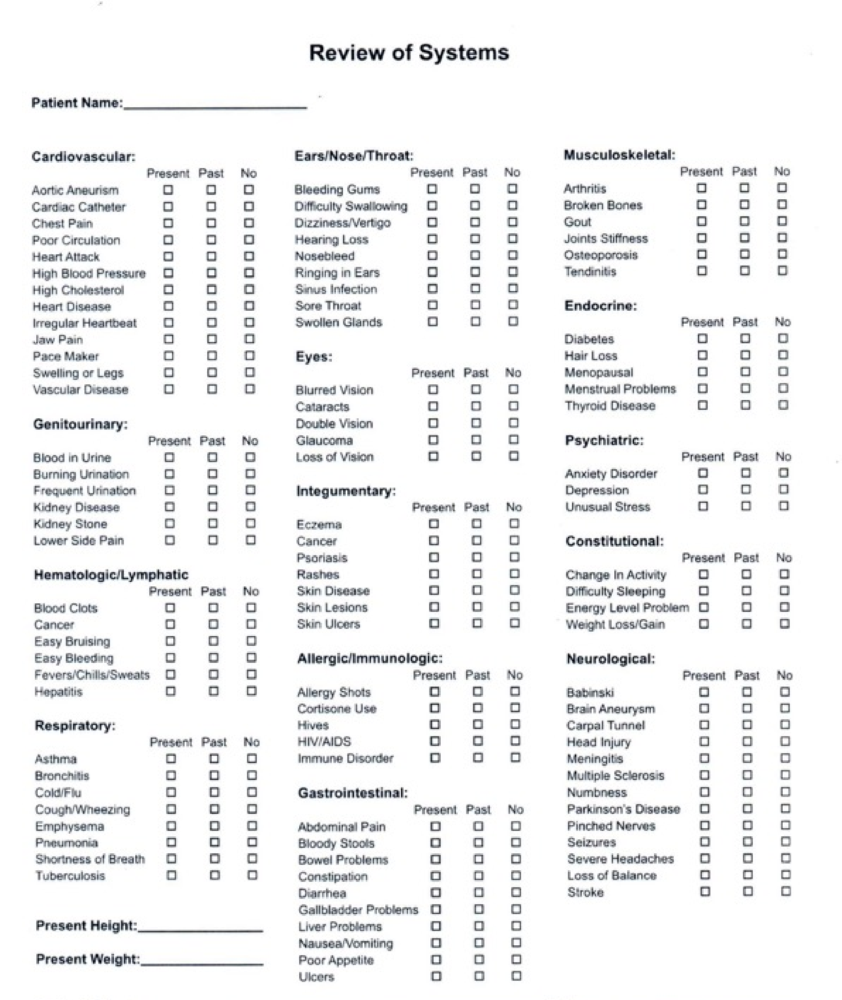 Review of Systems
Patient Name:
Cardiovascular:
Present Past No
Aortic Aneurism
Cardiac Catheter
Chest Pain
Poor Circulation
Heart Attack
High Blood Pressure
High Cholesterol
Heart Disease
Irregular Heartbeat
Jaw Pain
Pace Maker
Swelling or Legs
Vascular Disease
Genitourinary:
Present Past No
Blood in Urine
Burning Urination
Frequent Urination
Kidney Disease
Kidney Stone
Lower Side Pain
Hematologic/Lymphatic
Present Past No
Blood Clots
Cancer
Easy Bruising
Easy Bleeding
Fevers/Chills/Sweats
Hepatitis
Respiratory:
Present Past No
Asthma
Bronchitis
Cold/Flu
Cough/Wheezing
Emphysema
Pneumonia
Shortness of Breath
Tuberculosis
Present Height:
Present Weight:
Ears/Nose/Throat:
Present Past No
Bleeding Gums
Difficulty Swallowing
Dizziness/Vertigo
Hearing Loss
Nosebleed
Ringing in Ears
Sinus Infection
Sore Throat
Swollen Glands
Eyes:
Present Past No
Blurred Vision
Cataracts
Double Vision
Glaucoma
Loss of Vision
Integumentary:
Present Past No
Eczema
Cancer
Psoriasis
Rashes
Skin Disease
Skin Lesions
Skin Ulcers
Allergic/Immunologic:
Present Past No
Allergy Shots
Cortisone Use
Hives
HIV/AIDS
Immune Disorder
Gastrointestinal:
Present Past No
Abdominal Pain
Bloody Stools
Bowel Problems
Constipation
Diarrhea
Gallbladder Problems
Liver Problems
Nausea/Vomiting
Poor Appetite
Ulcers
Musculoskeletal:
Present Past No
Arthritis
Broken Bones
Gout
Joints Stiffness
Osteoporosis
Tendinitis
Endocrine:
Present Past No
Diabetes
Hair Loss
Menopausal
Menstrual Problems
Thyroid Disease
Psychiatric:
Present Past No
Anxiety Disorder
Depression
Unusual Stress
Constitutional:
Present Past No
Change In Activity
Difficulty Sleeping
Energy Level Problem
Weight Loss/Gain
Neurological:
Present Past No
Babinski
Brain Aneurysm
Carpal Tunnel
Head Injury
Meningitis
Multiple Sclerosis
Numbness
Parkinson's Disease
Pinched Nerves
Seizures
Severe Headaches
Loss of Balance
Stroke